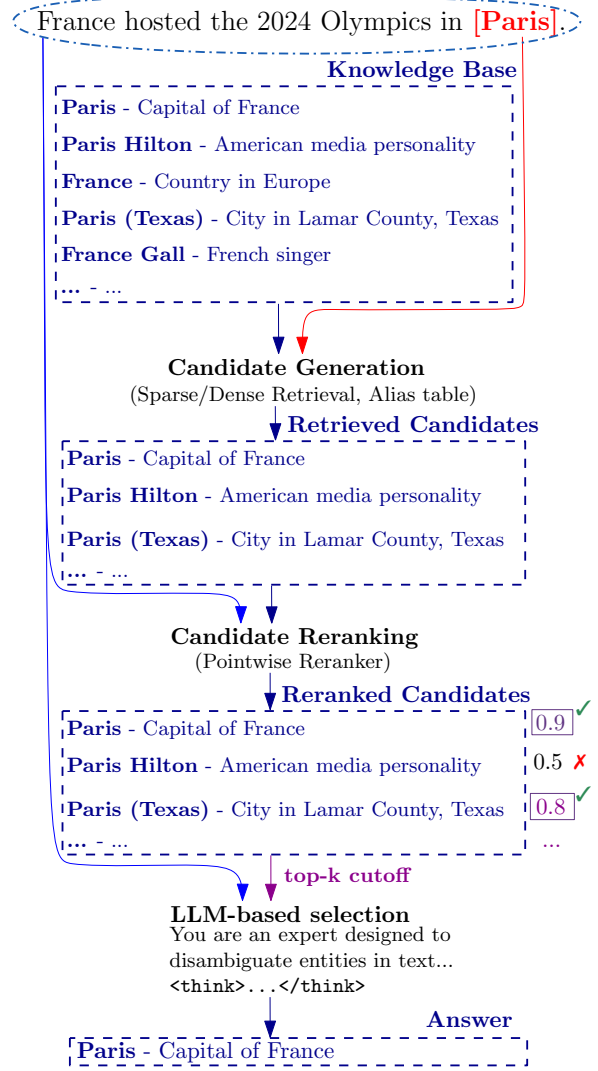 France hosted the 2024 Olympics in [Paris].
Knowledge Base
Paris - Capital of France
Paris Hilton - American media personality
France - Country in Europe
Paris (Texas) - City in Lamar County, Texas
France Gall - French singer
... - ...
Candidate Generation
(Sparse/Dense Retrieval, Alias table)
Retrieved Candidates
Paris - Capital of France
Paris Hilton - American media personality
Paris (Texas) - City in Lamar County, Texas
... - ...
Candidate Reranking
(Pointwise Reranker)
Reranked Candidates
Paris - Capital of France 0.9 ✓
Paris Hilton - American media personality 0.5 ✗
Paris (Texas) - City in Lamar County, Texas 0.8 ✓
... - ... ...
top-k cutoff
LLM-based selection
You are an expert designed to
disambiguate entities in text...
<think>...</think>
Answer
Paris - Capital of France